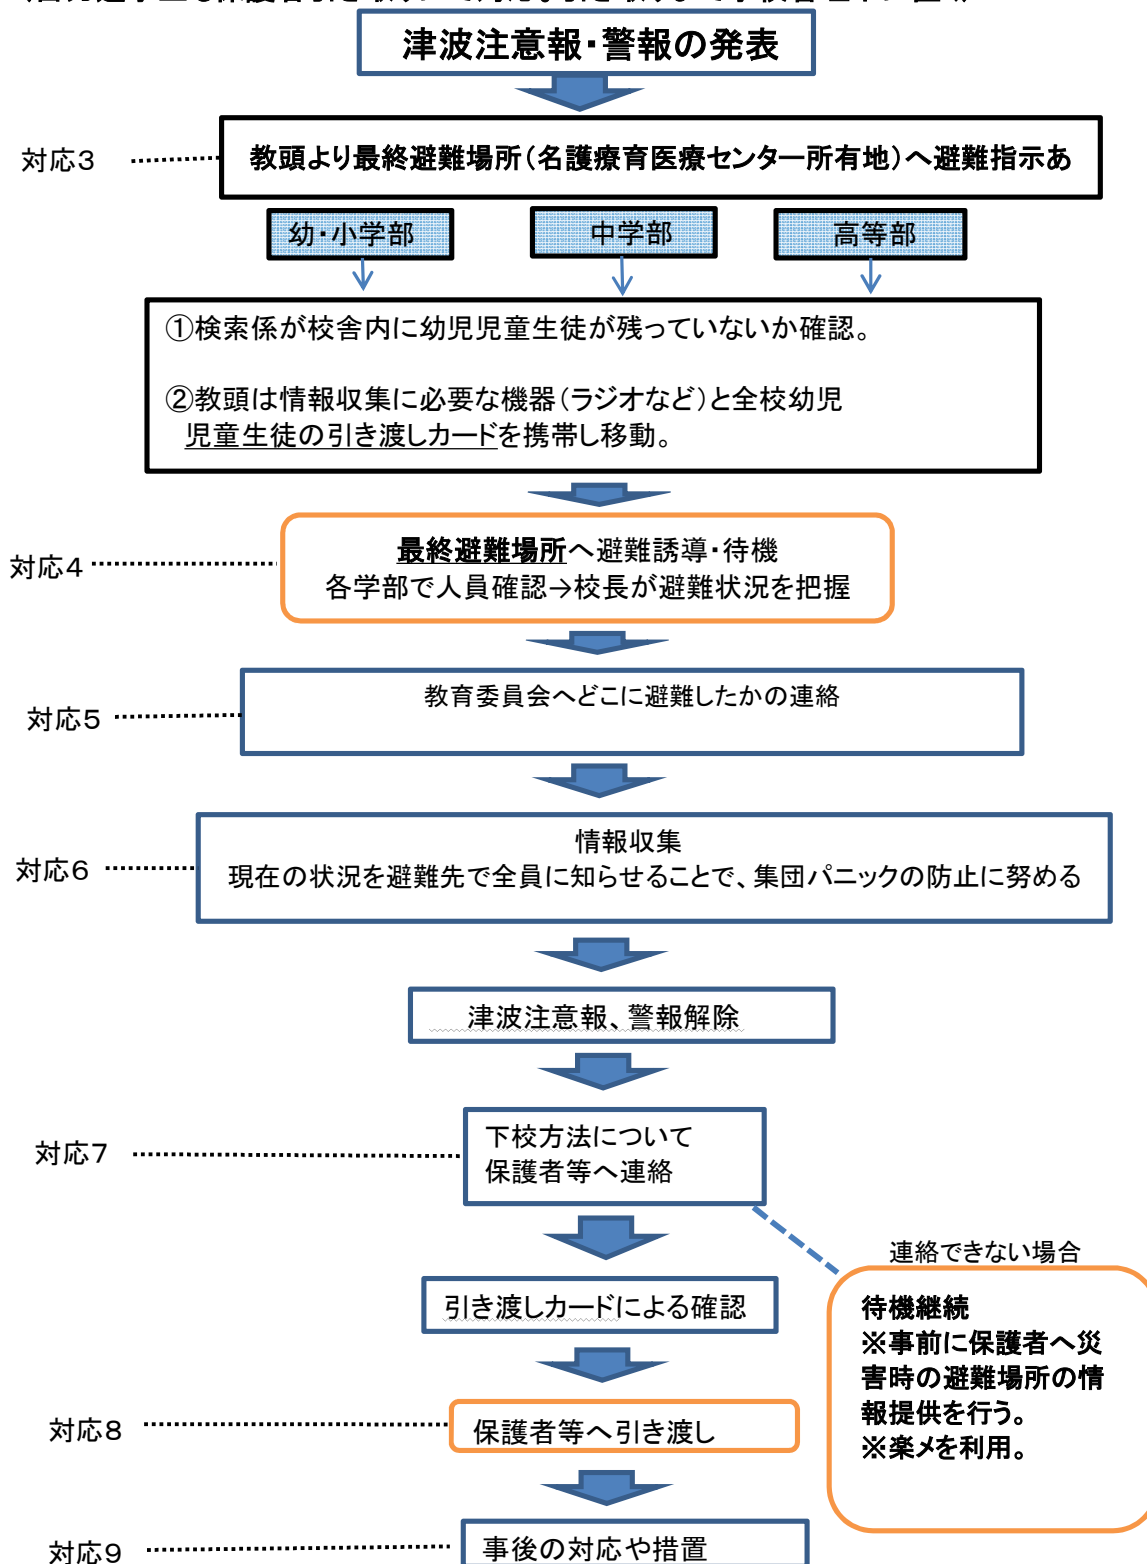 津波注意報・警報の発表
対応3
教頭より最終避難場所（名護療育医療センター所有地）へ避難指示あ
幼・小学部
中学部
高等部
①検索係が校舎内に幼児児童生徒が残っていないか確認。
②教頭は情報収集に必要な機器（ラジオなど）と全校幼児
児童生徒の引き渡しカードを携帯し移動。
対応4
最終避難場所へ避難誘導・待機
各学部で人員確認→校長が避難状況を把握
対応5
教育委員会へどこに避難したかの連絡
対応6
情報収集
現在の状況を避難先で全員に知らせることで、集団パニックの防止に努める
津波注意報、警報解除
対応7
下校方法について
保護者等へ連絡
連絡できない場合
待機継続
※事前に保護者へ災
害時の避難場所の情
報提供を行う。
※楽メを利用。
引き渡しカードによる確認
対応8
保護者等へ引き渡し
対応9
事後の対応や措置